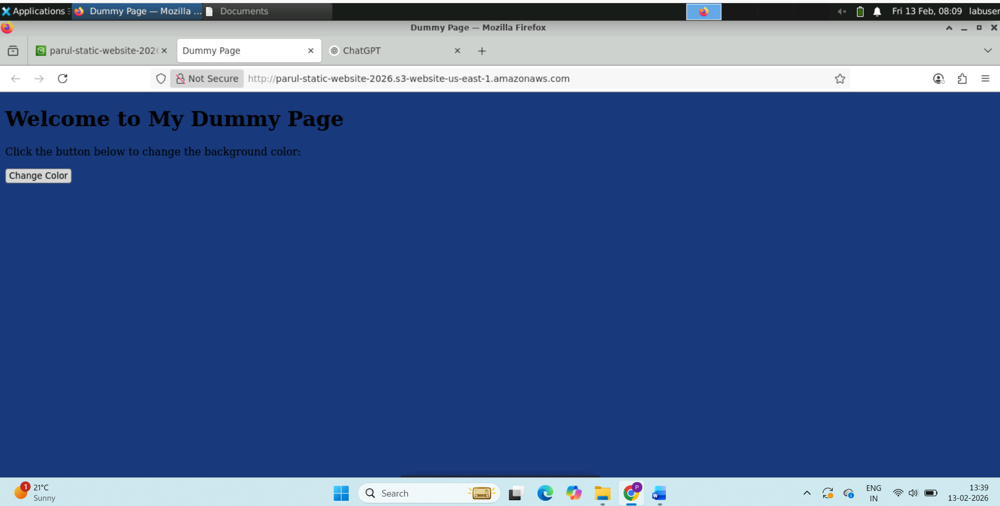 Applications
Dummy Page — Mozilla ...
Documents
Fri 13 Feb, 08:09
labuser
Dummy Page — Mozilla Firefox
parul-static-website-2026
Dummy Page
ChatGPT
Not Secure
http://parul-static-website-2026.s3-website-us-east-1.amazonaws.com
Welcome to My Dummy Page
Click the button below to change the background color:
Change Color
1
21°C
Sunny
Search
P
W
ENG
IN
13:39
13-02-2026